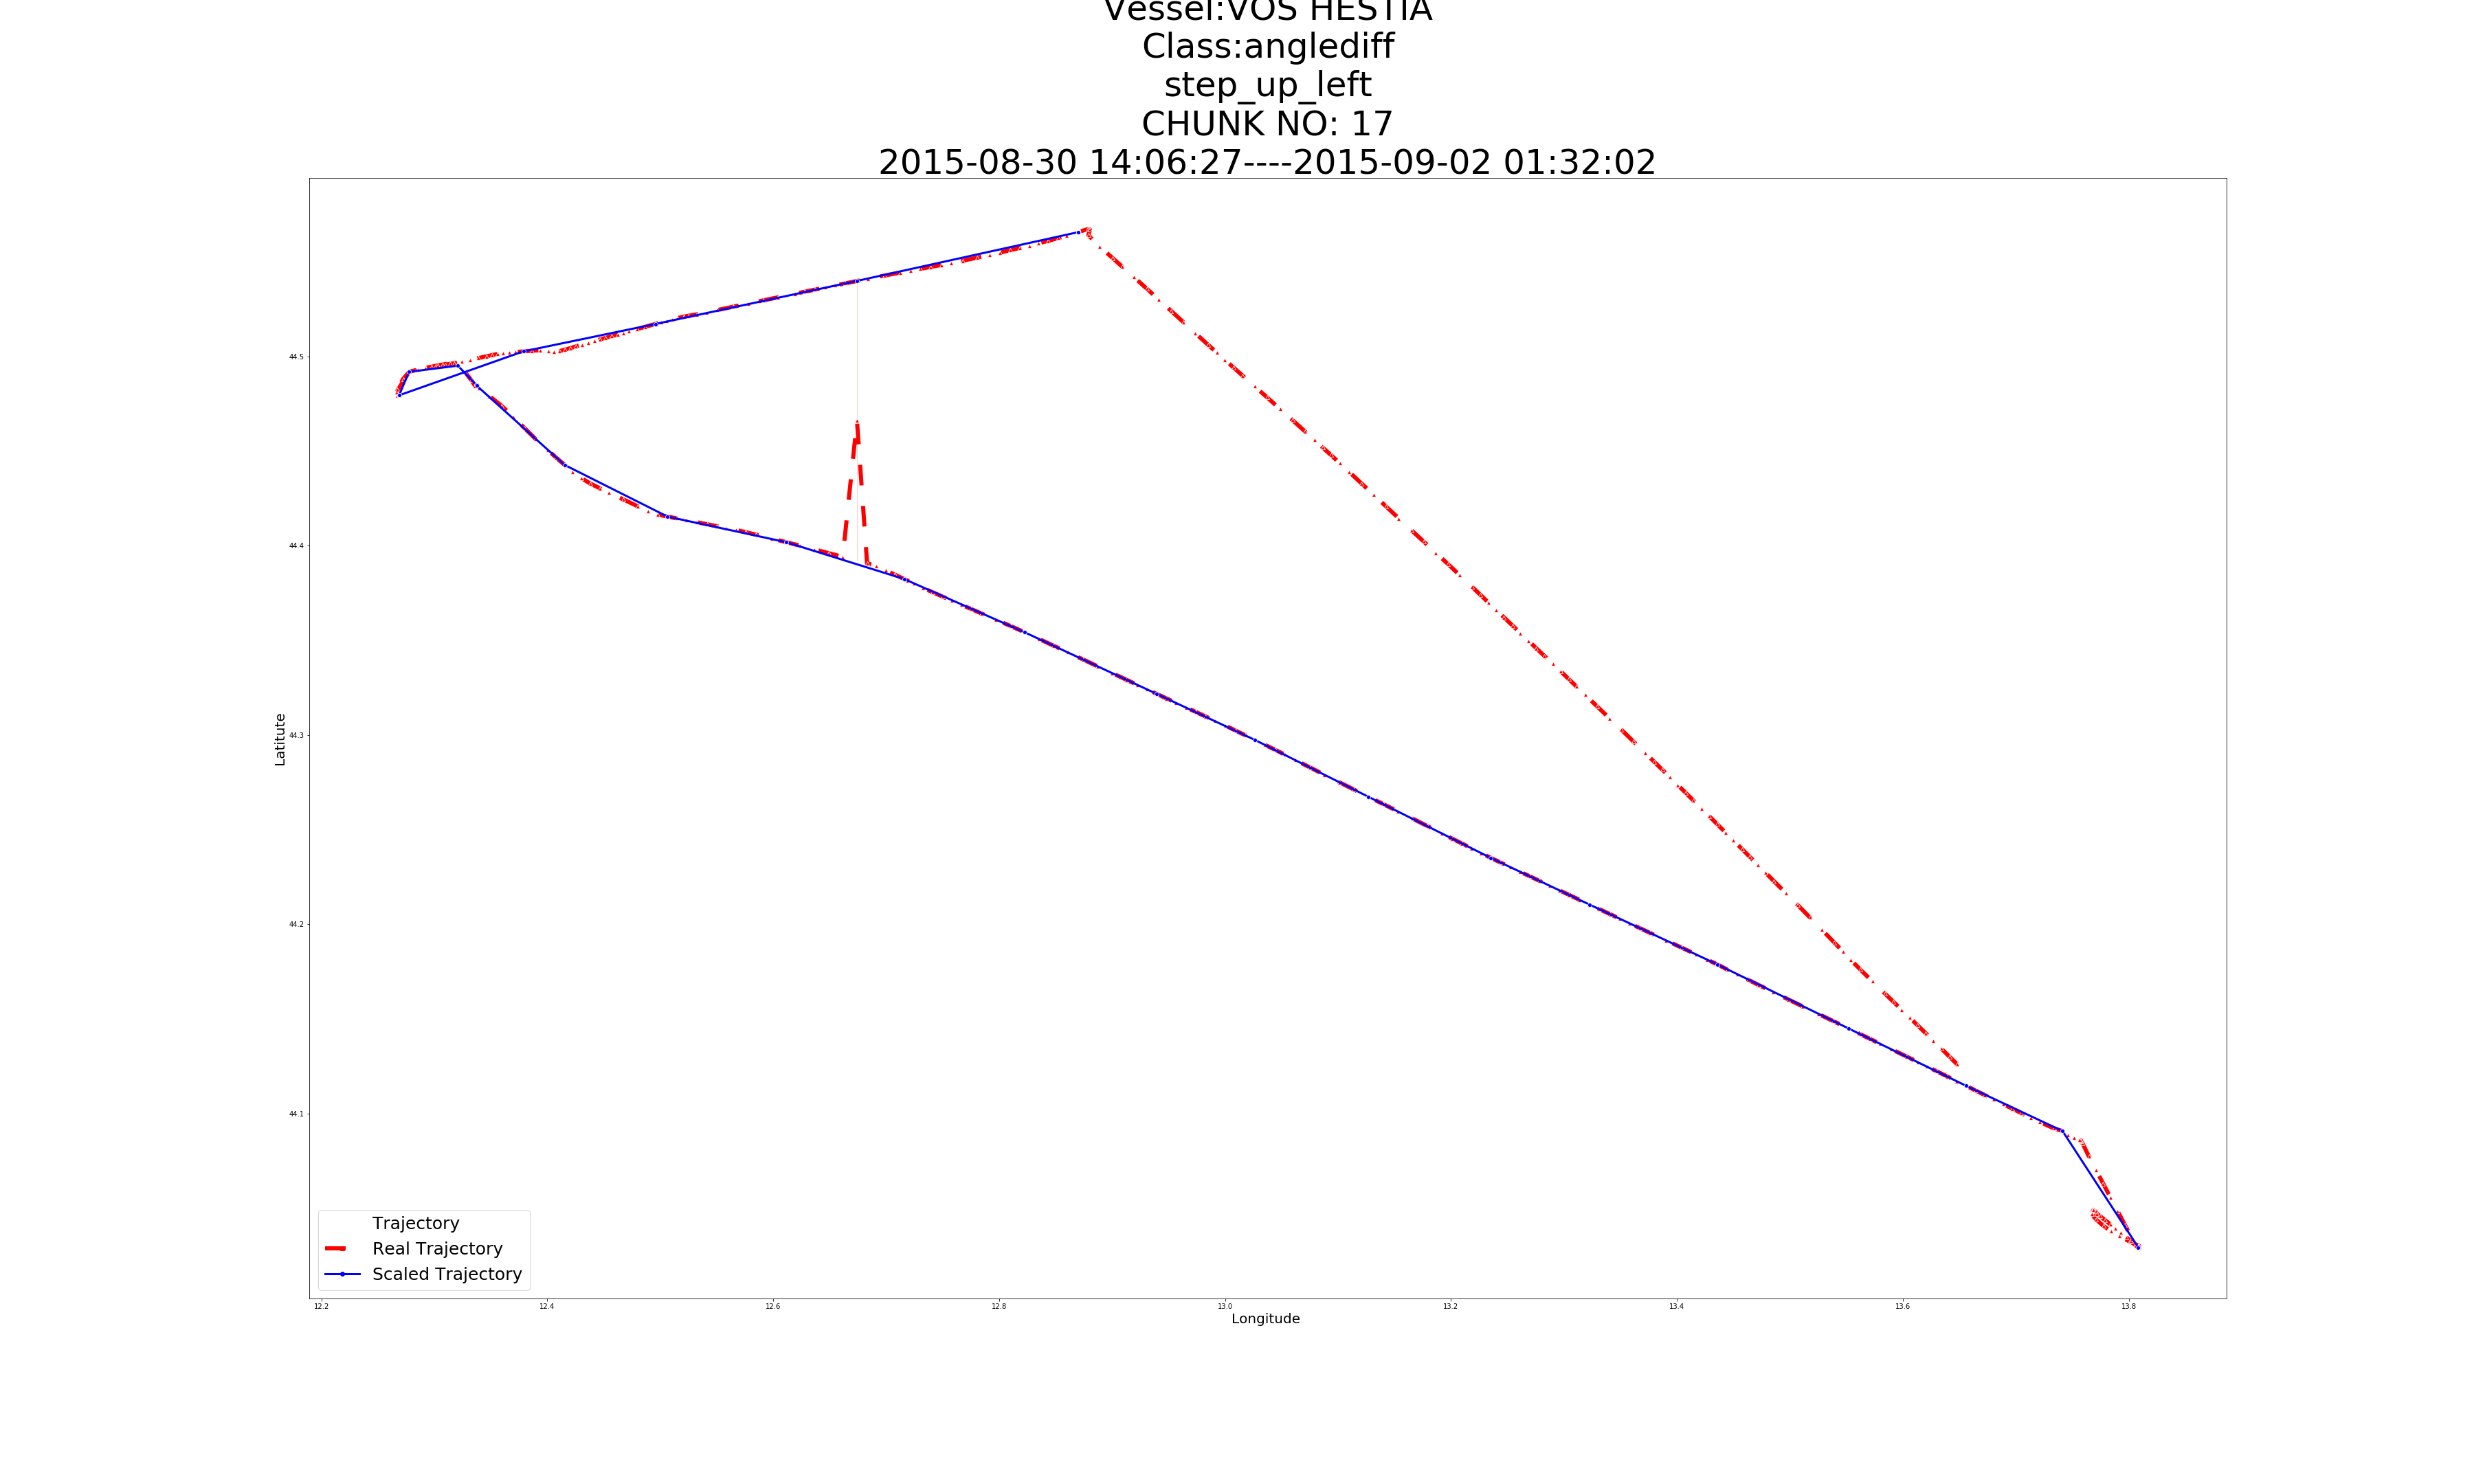 Vessel:VOS HESTIA
Class:anglediff
step_up_left
CHUNK NO: 17
2015-08-30 14:06:27----2015-09-02 01:32:02
44.5
44.4
44.3
44.2
44.1
Latitute
Trajectory
Real Trajectory
Scaled Trajectory
12.2 12.4 12.6 12.8 13.0 13.2 13.4 13.6 13.8
Longitude